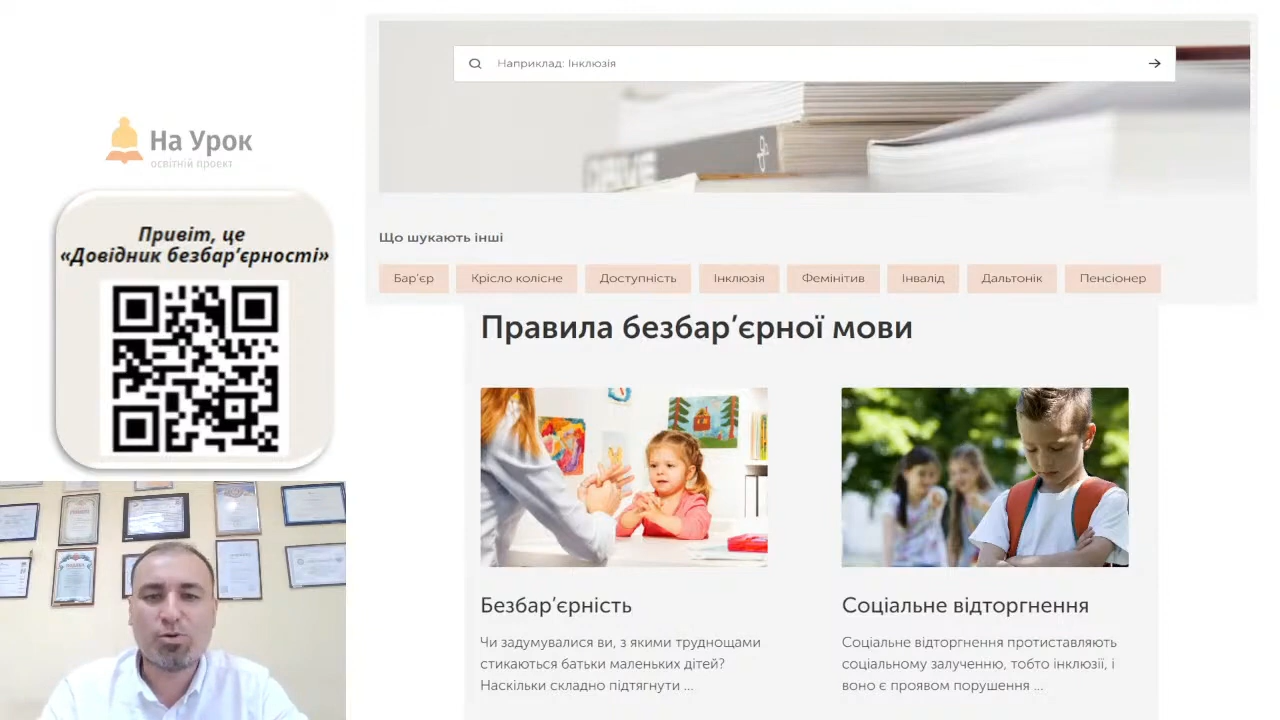 На Урок
освітній проект
Привіт, це
«Довідник безбар’єрності»
Наприклад: Інклюзія
Що шукають інші
Бар’єр
Крісло колісне
Доступність
Інклюзія
Фемінітив
Інвалід
Дальтонік
Пенсіонер
Правила безбар’єрної мови
Безбар’єрність
Чи задумувалися ви, з якими труднощами
стикаються батьки маленьких дітей?
Наскільки складно підтягнути ...
Соціальне відторгнення
Соціальне відторгнення протиставляють
соціальному залученню, тобто інклюзії, і
воно є проявом порушення ...